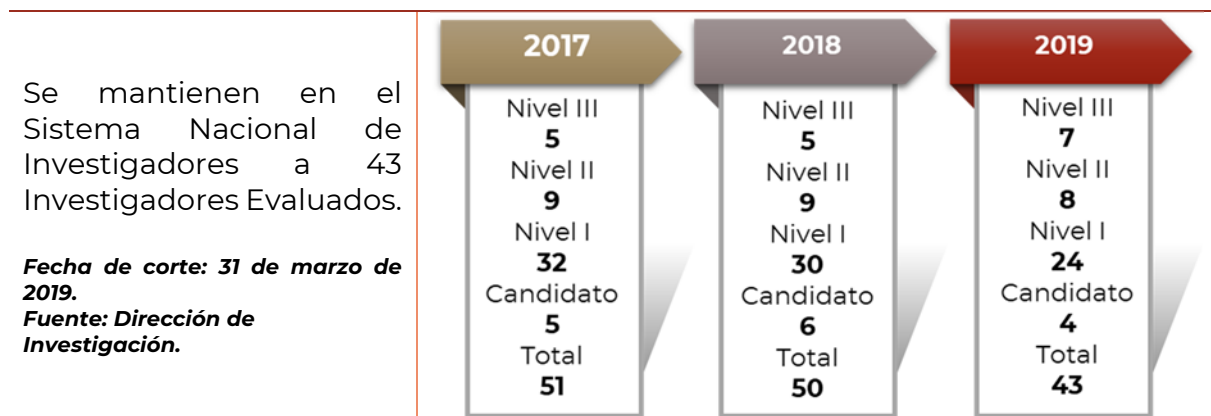 Se mantienen en el
Sistema Nacional de
Investigadores a 43
Investigadores Evaluados.
Fecha de corte: 31 de marzo de
2019.
Fuente: Dirección de
Investigación.
2017
Nivel III
5
Nivel II
9
Nivel I
32
Candidato
5
Total
51
2018
Nivel III
5
Nivel II
9
Nivel I
30
Candidato
6
Total
50
2019
Nivel III
7
Nivel II
8
Nivel I
24
Candidato
4
Total
43